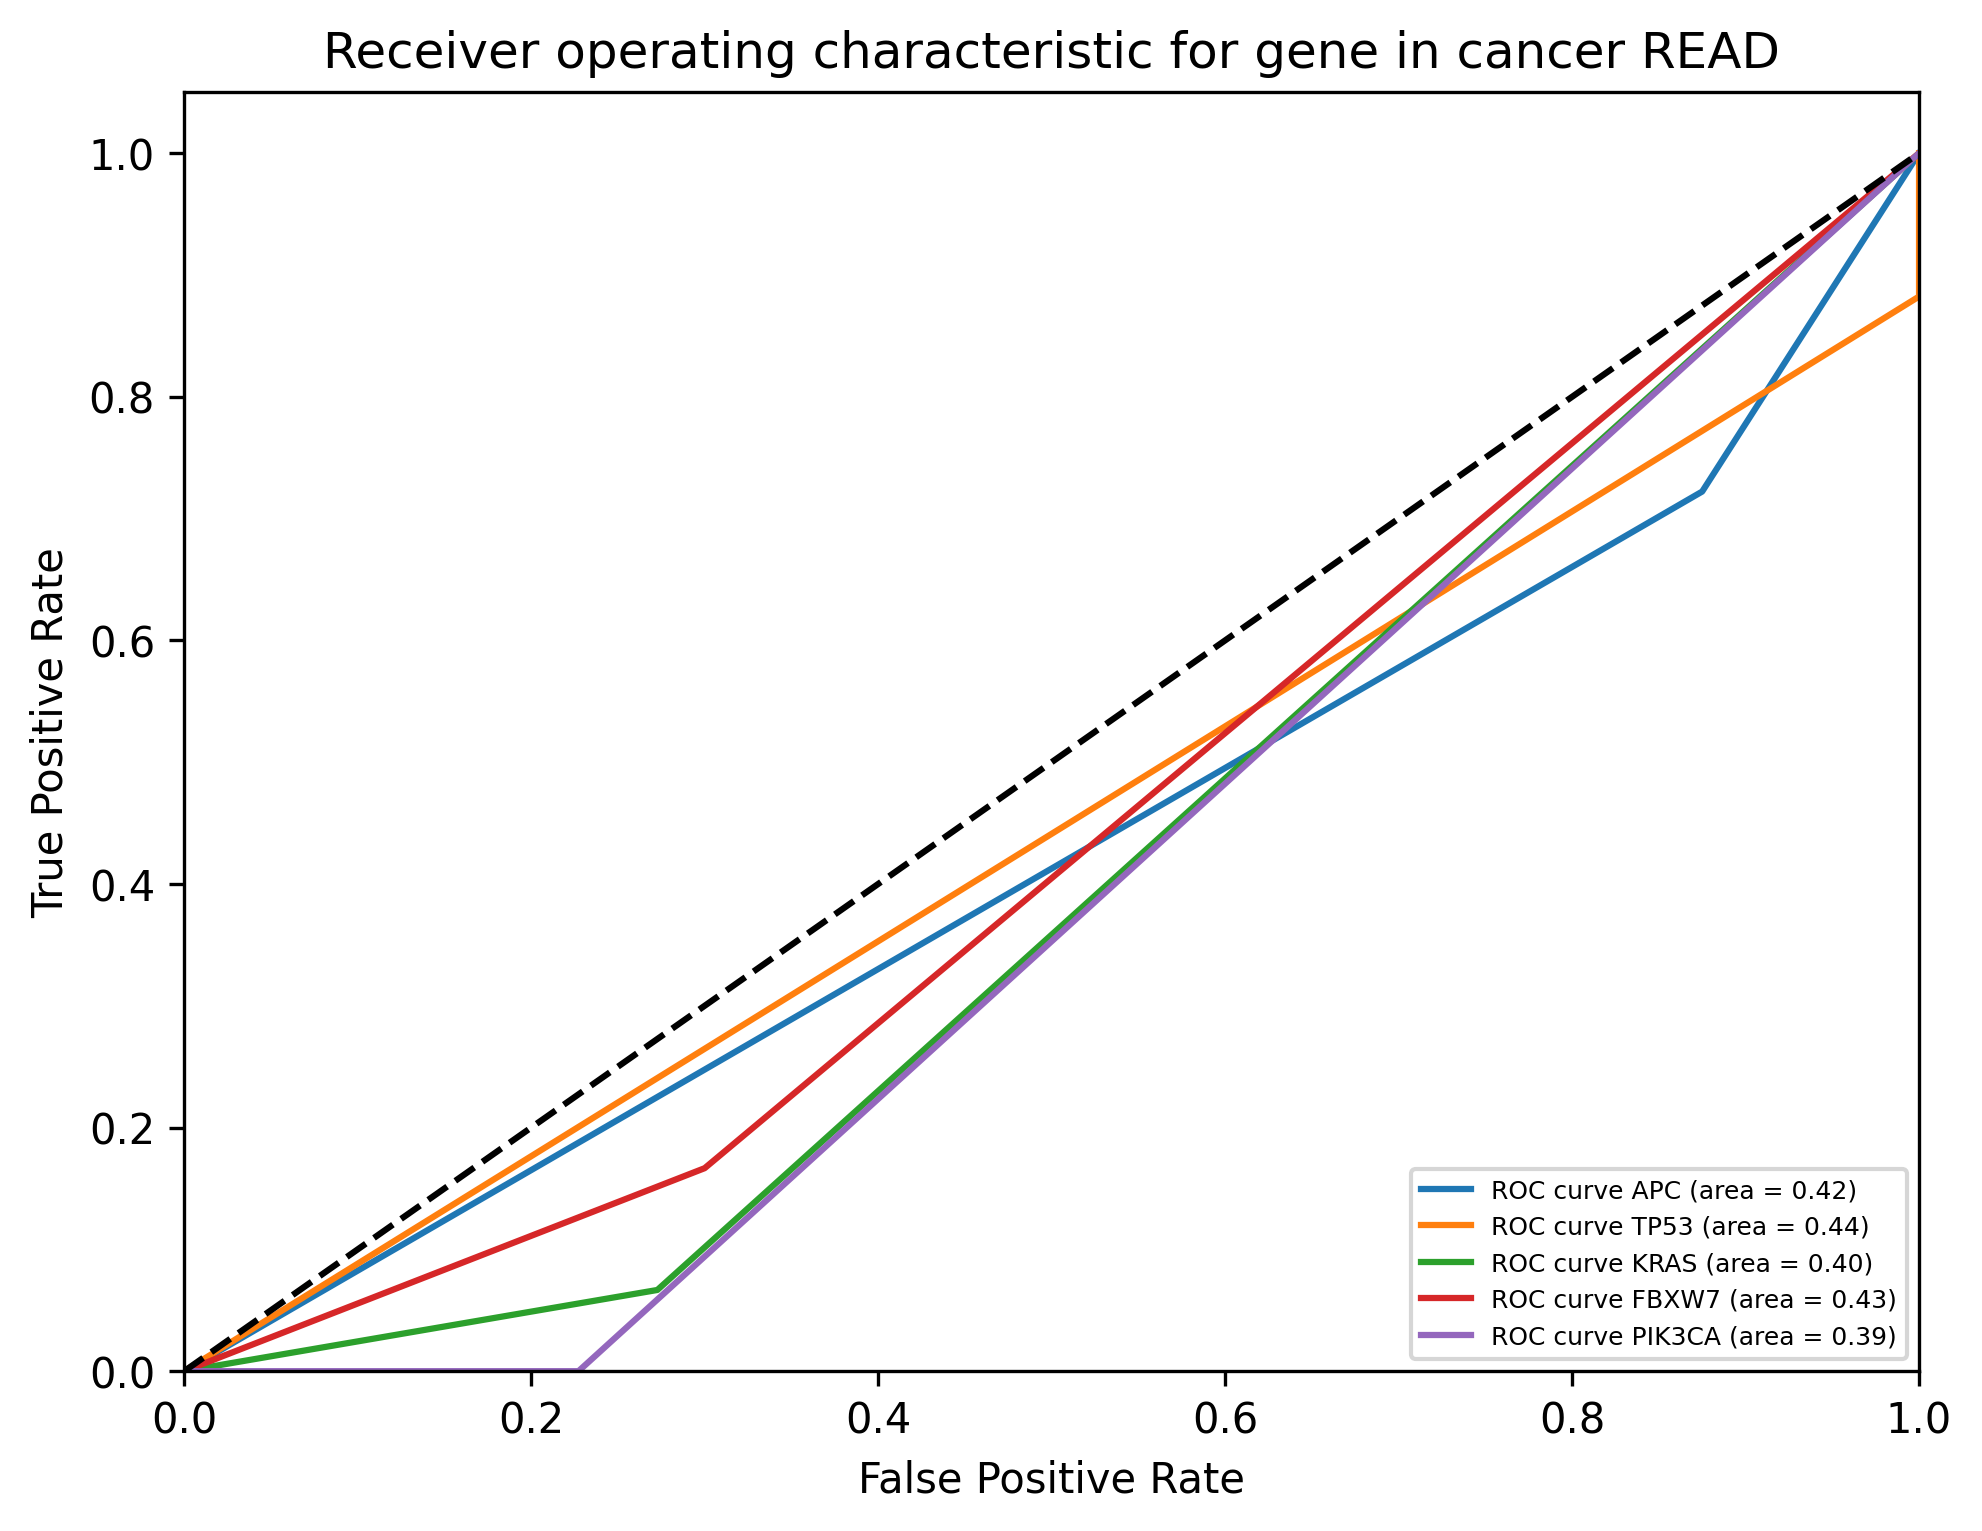 Receiver operating characteristic for gene in cancer READ
1.0
0.8
0.6
0.4
0.2
0.0
True Positive Rate
ROC curve APC (area = 0.42)
ROC curve TP53 (area = 0.44)
ROC curve KRAS (area = 0.40)
ROC curve FBXW7 (area = 0.43)
ROC curve PIK3CA (area = 0.39)
0.0 0.2 0.4 0.6 0.8 1.0
False Positive Rate